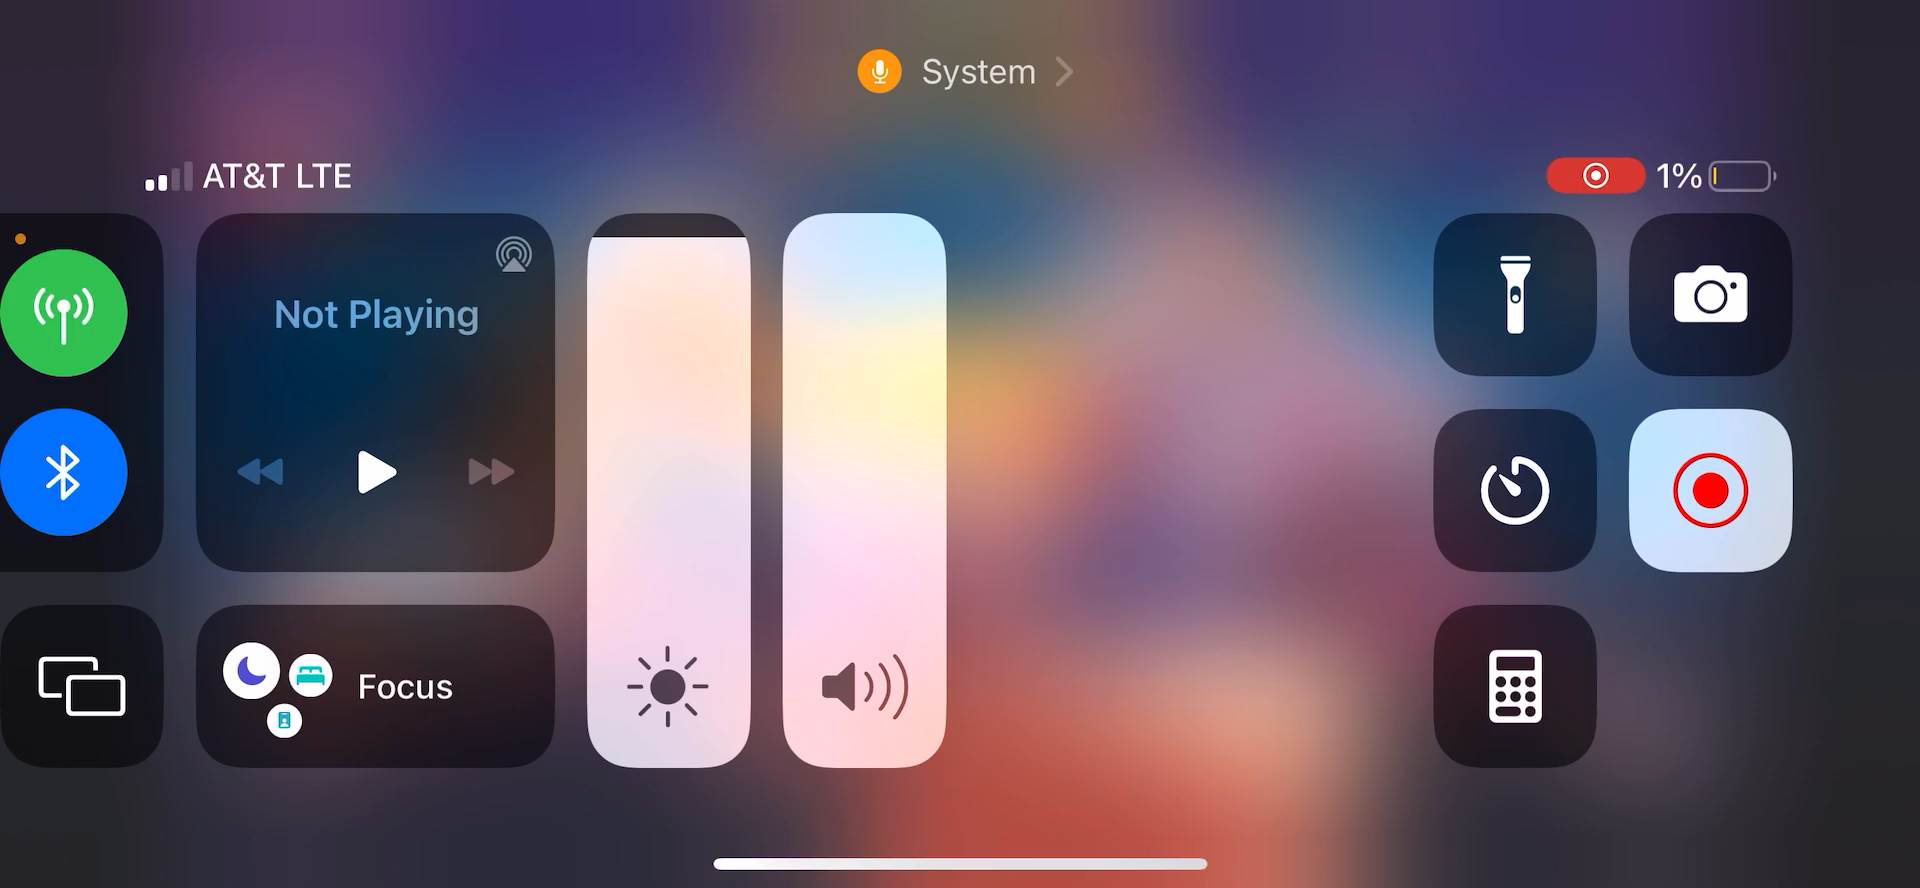 System
AT&T LTE
1%
Not Playing
Focus